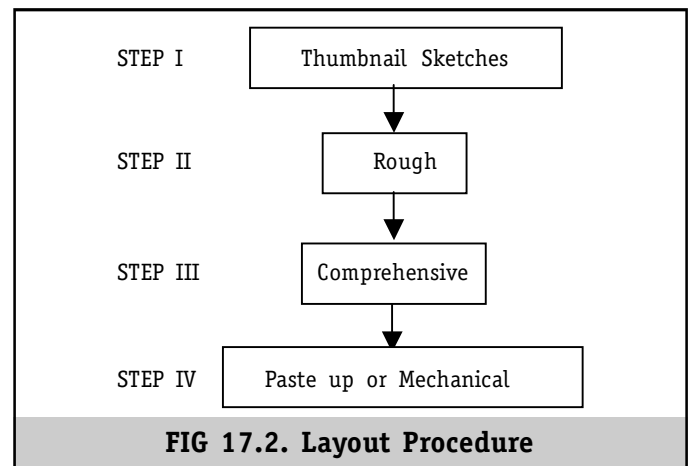 STEP I Thumbnail Sketches
STEP II Rough
STEP III Comprehensive
STEP IV Paste up or Mechanical
FIG 17.2. Layout Procedure